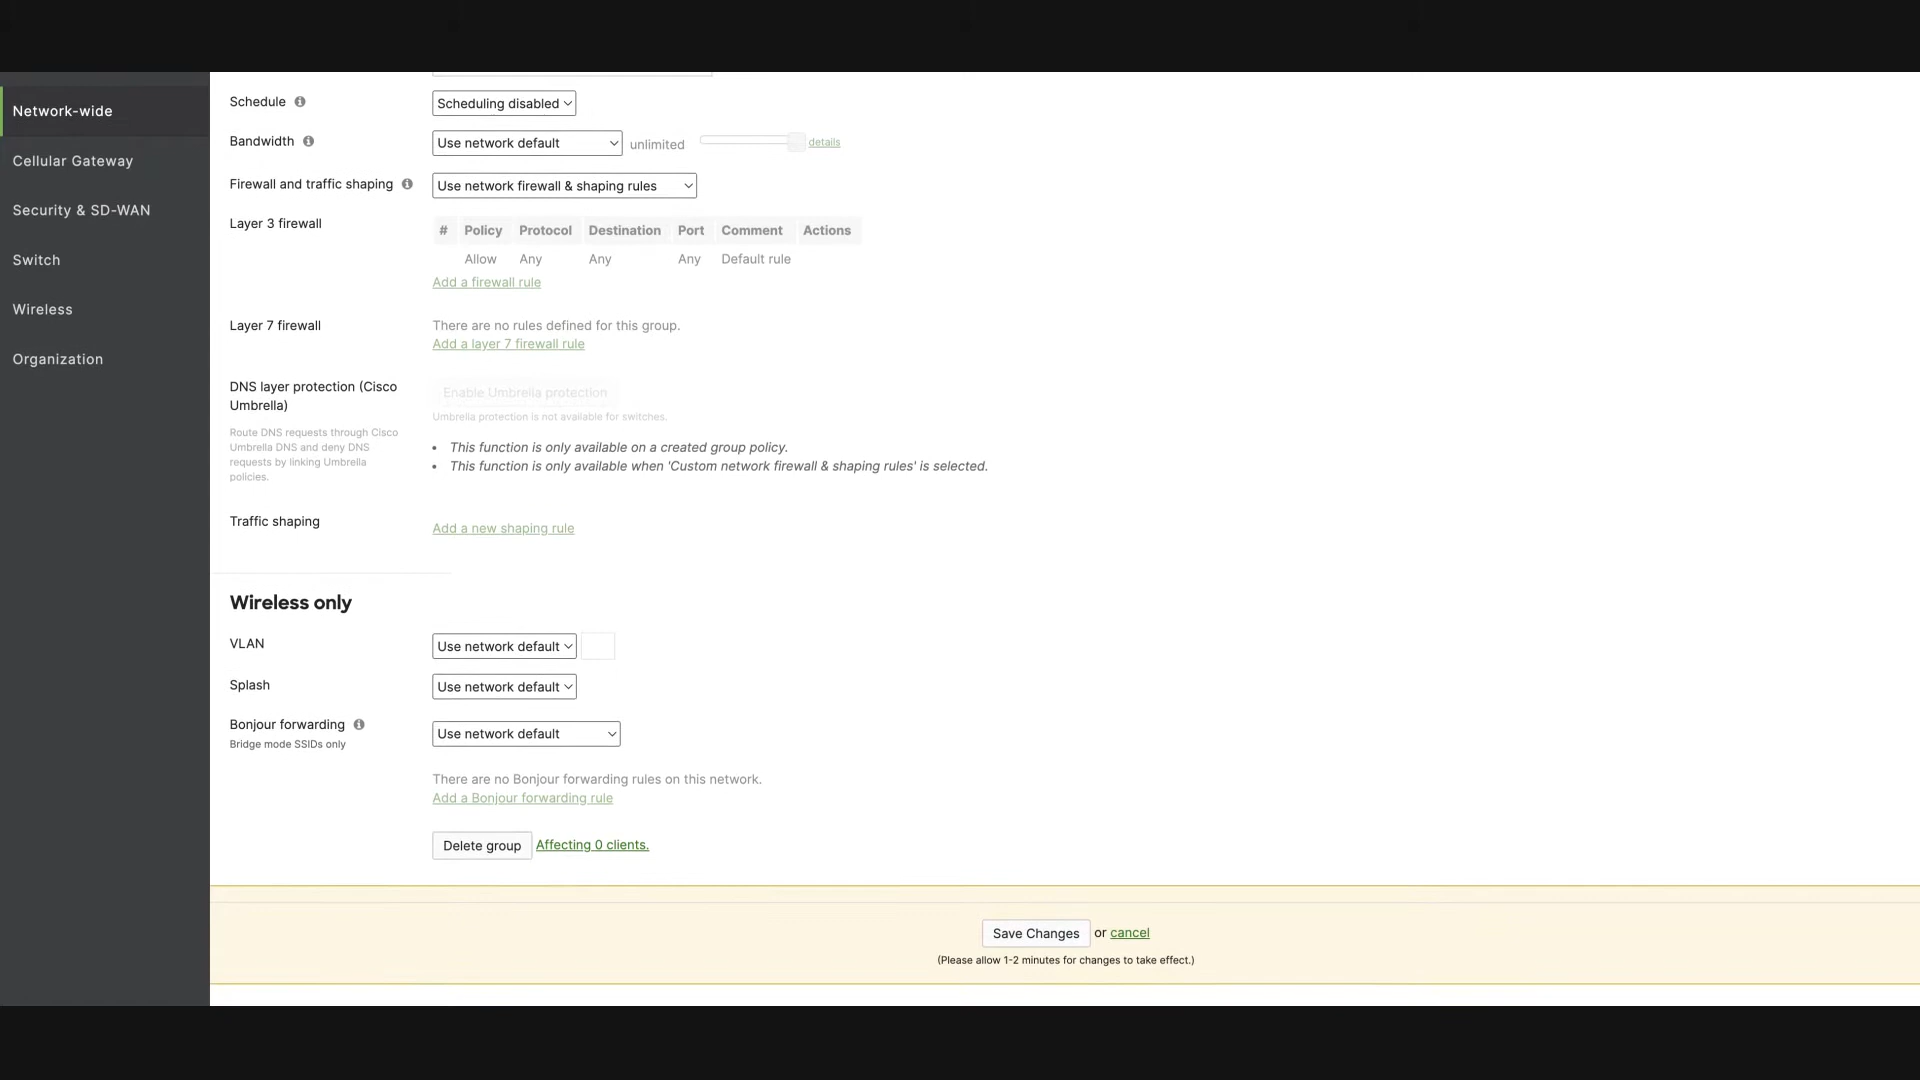 Network-wide
Cellular Gateway
Security & SD-WAN
Switch
Wireless
Organization
Schedule
Scheduling disabled
Bandwidth
Use network default
unlimited
details
Firewall and traffic shaping
Use network firewall & shaping rules
Layer 3 firewall
# Policy Protocol Destination Port Comment Actions
Allow Any Any Any Default rule
Add a firewall rule
Layer 7 firewall
There are no rules defined for this group.
Add a layer 7 firewall rule
DNS layer protection (Cisco
Umbrella)
Route DNS requests through Cisco
Umbrella DNS and deny DNS
requests by linking Umbrella
policies.
Enable Umbrella protection
Umbrella protection is not available for switches.
• This function is only available on a created group policy.
• This function is only available when 'Custom network firewall & shaping rules' is selected.
Traffic shaping
Add a new shaping rule
Wireless only
VLAN
Use network default
Splash
Use network default
Bonjour forwarding
Bridge mode SSIDs only
Use network default
There are no Bonjour forwarding rules on this network.
Add a Bonjour forwarding rule
Delete group Affecting 0 clients.
Save Changes or cancel
(Please allow 1-2 minutes for changes to take effect.)